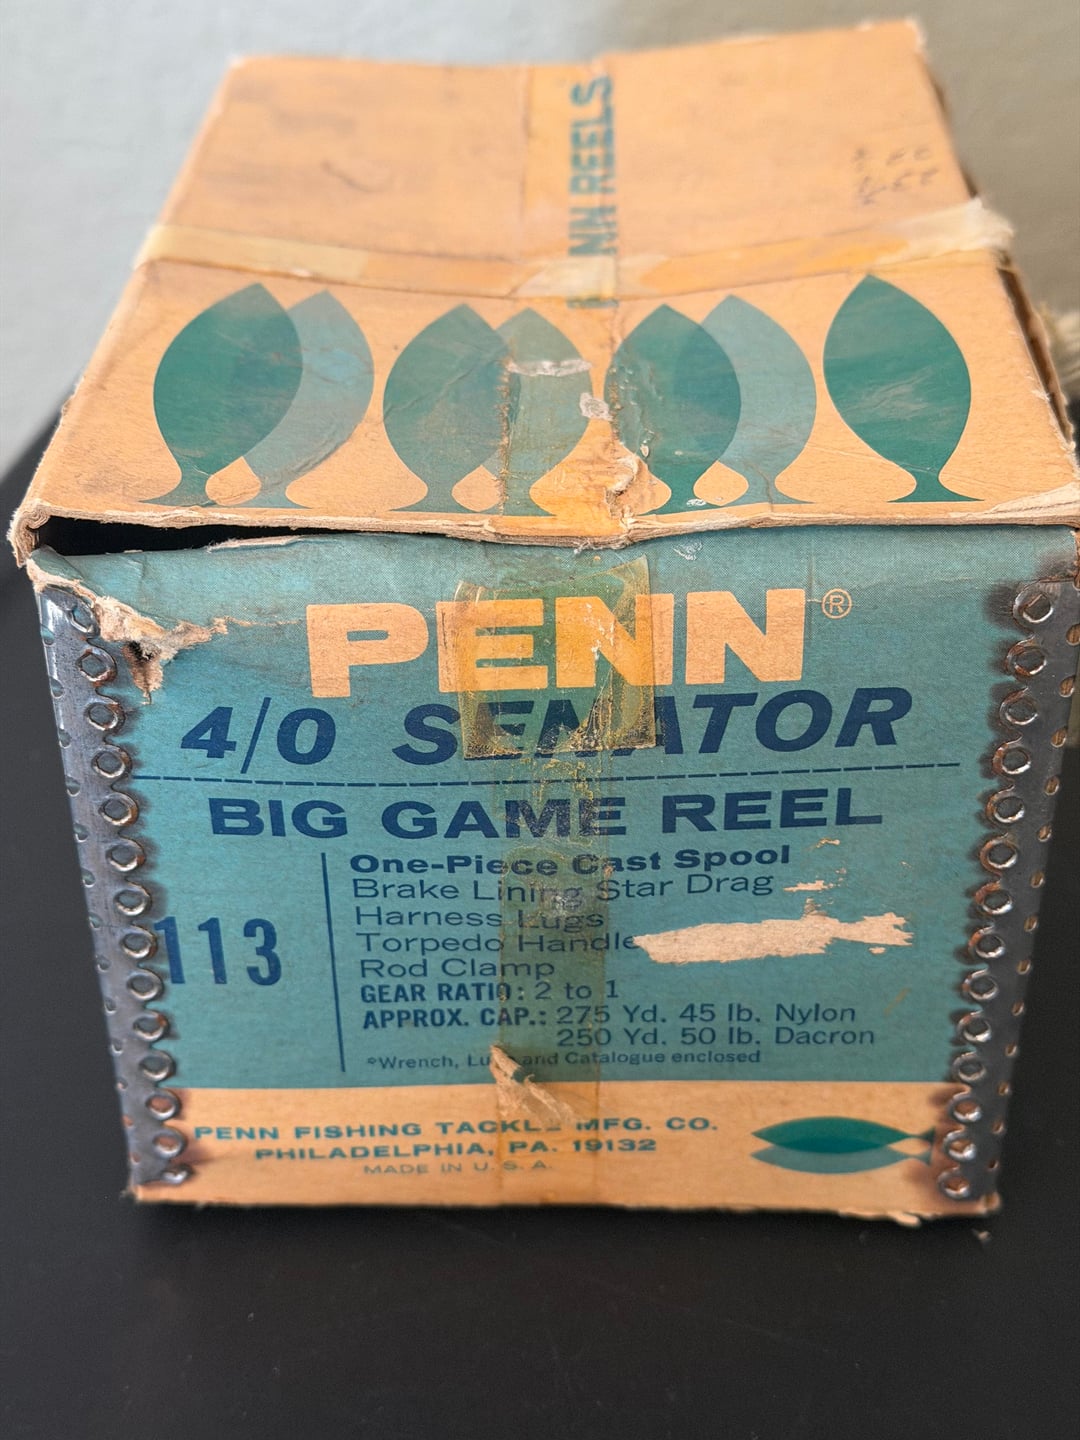 NN REELS
PENN®
4/0 SENATOR
BIG GAME REEL
113
One-Piece Cast Spool
Brake Lining Star Drag
Harness Lugs
Torpedo Handle
Rod Clamp
GEAR RATIO: 2 to 1
APPROX. CAP.: 275 Yd. 45 lb. Nylon
250 Yd. 50 lb. Dacron
*Wrench, Lube and Catalogue enclosed
PENN FISHING TACKLE MFG. CO.
PHILADELPHIA, PA. 19132
MADE IN U.S.A.